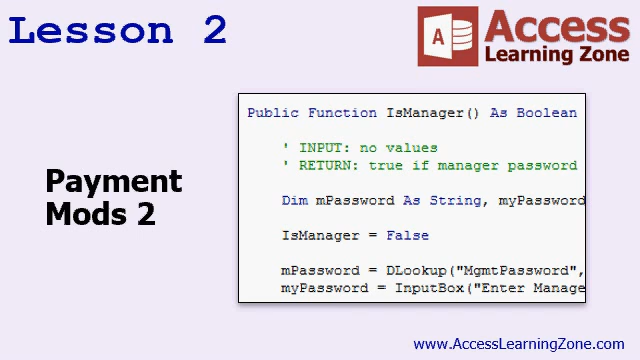 Lesson 2
A
Access
Learning Zone
Public Function IsManager() As Boolean
' INPUT: no values
' RETURN: true if manager password
Dim mPassword As String, myPassword
IsManager = False
mPassword = DLookup("MgmtPassword",
myPassword = InputBox("Enter Manage
Payment
Mods 2
www.AccessLearningZone.com